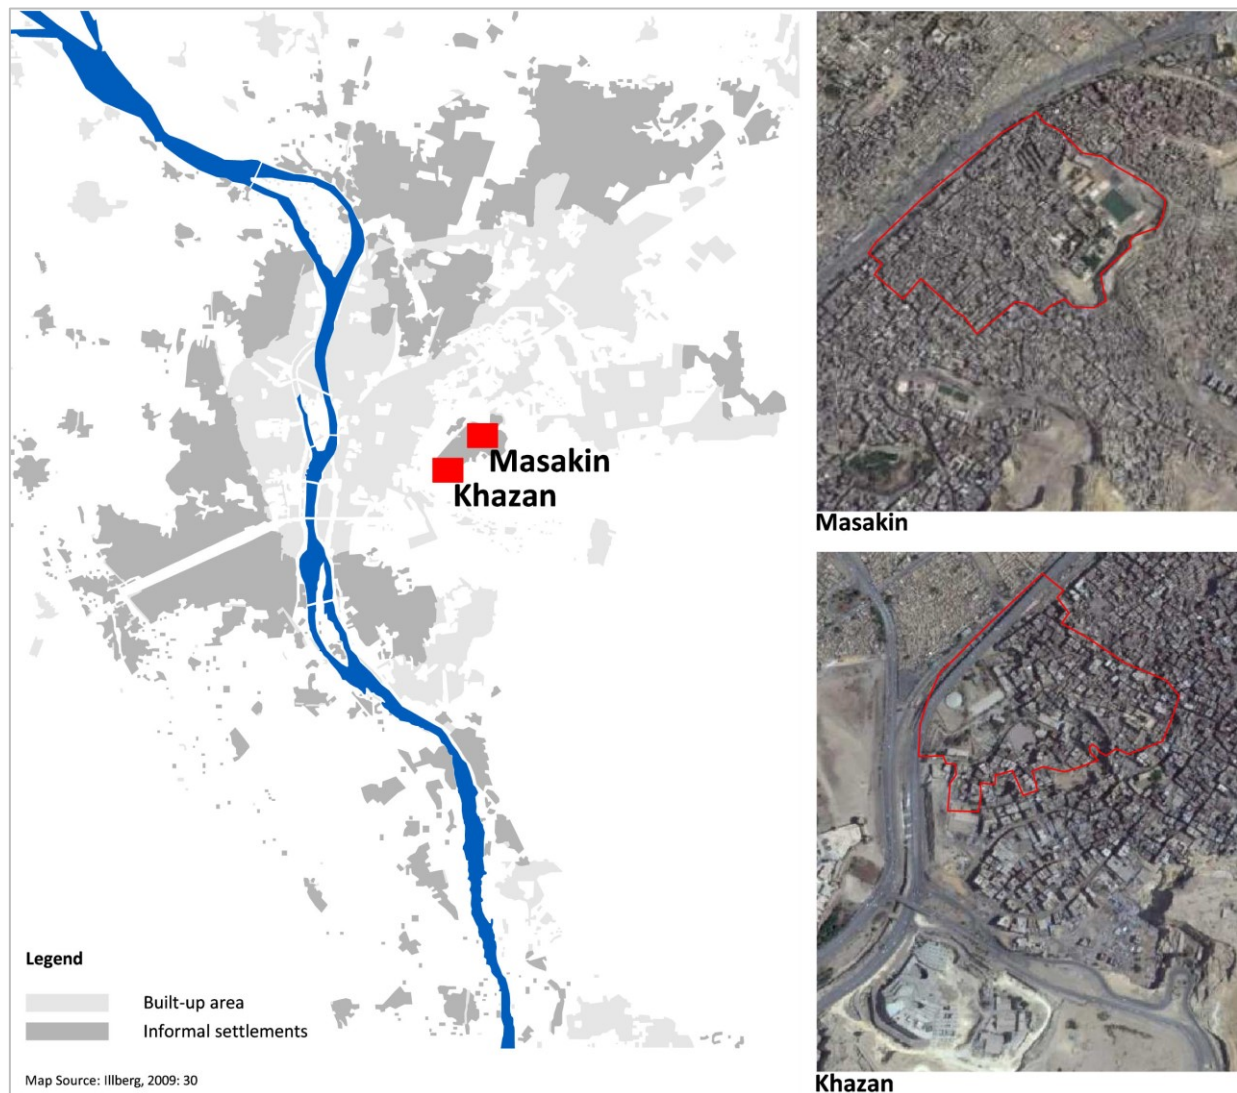 Masakin
Khazan
Legend
Built-up area
Informal settlements
Map Source: Illberg, 2009: 30
Masakin
Khazan